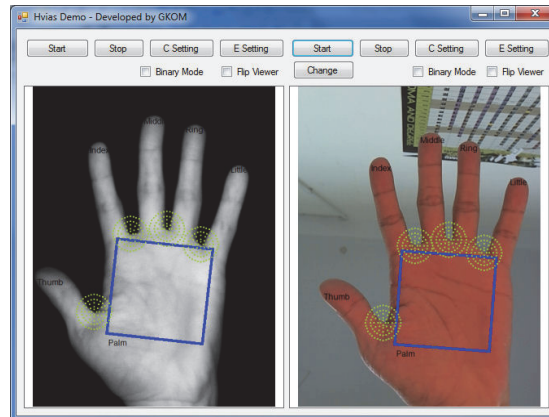 Hvias Demo - Developed by GKOM
Start Stop C Setting E Setting Start Stop C Setting E Setting
Binary Mode Flip Viewer Change Binary Mode Flip Viewer
Middle Ring
Index
Little
Thumb
Palm
Middle
Ring
Index
Little
Thumb
Palm